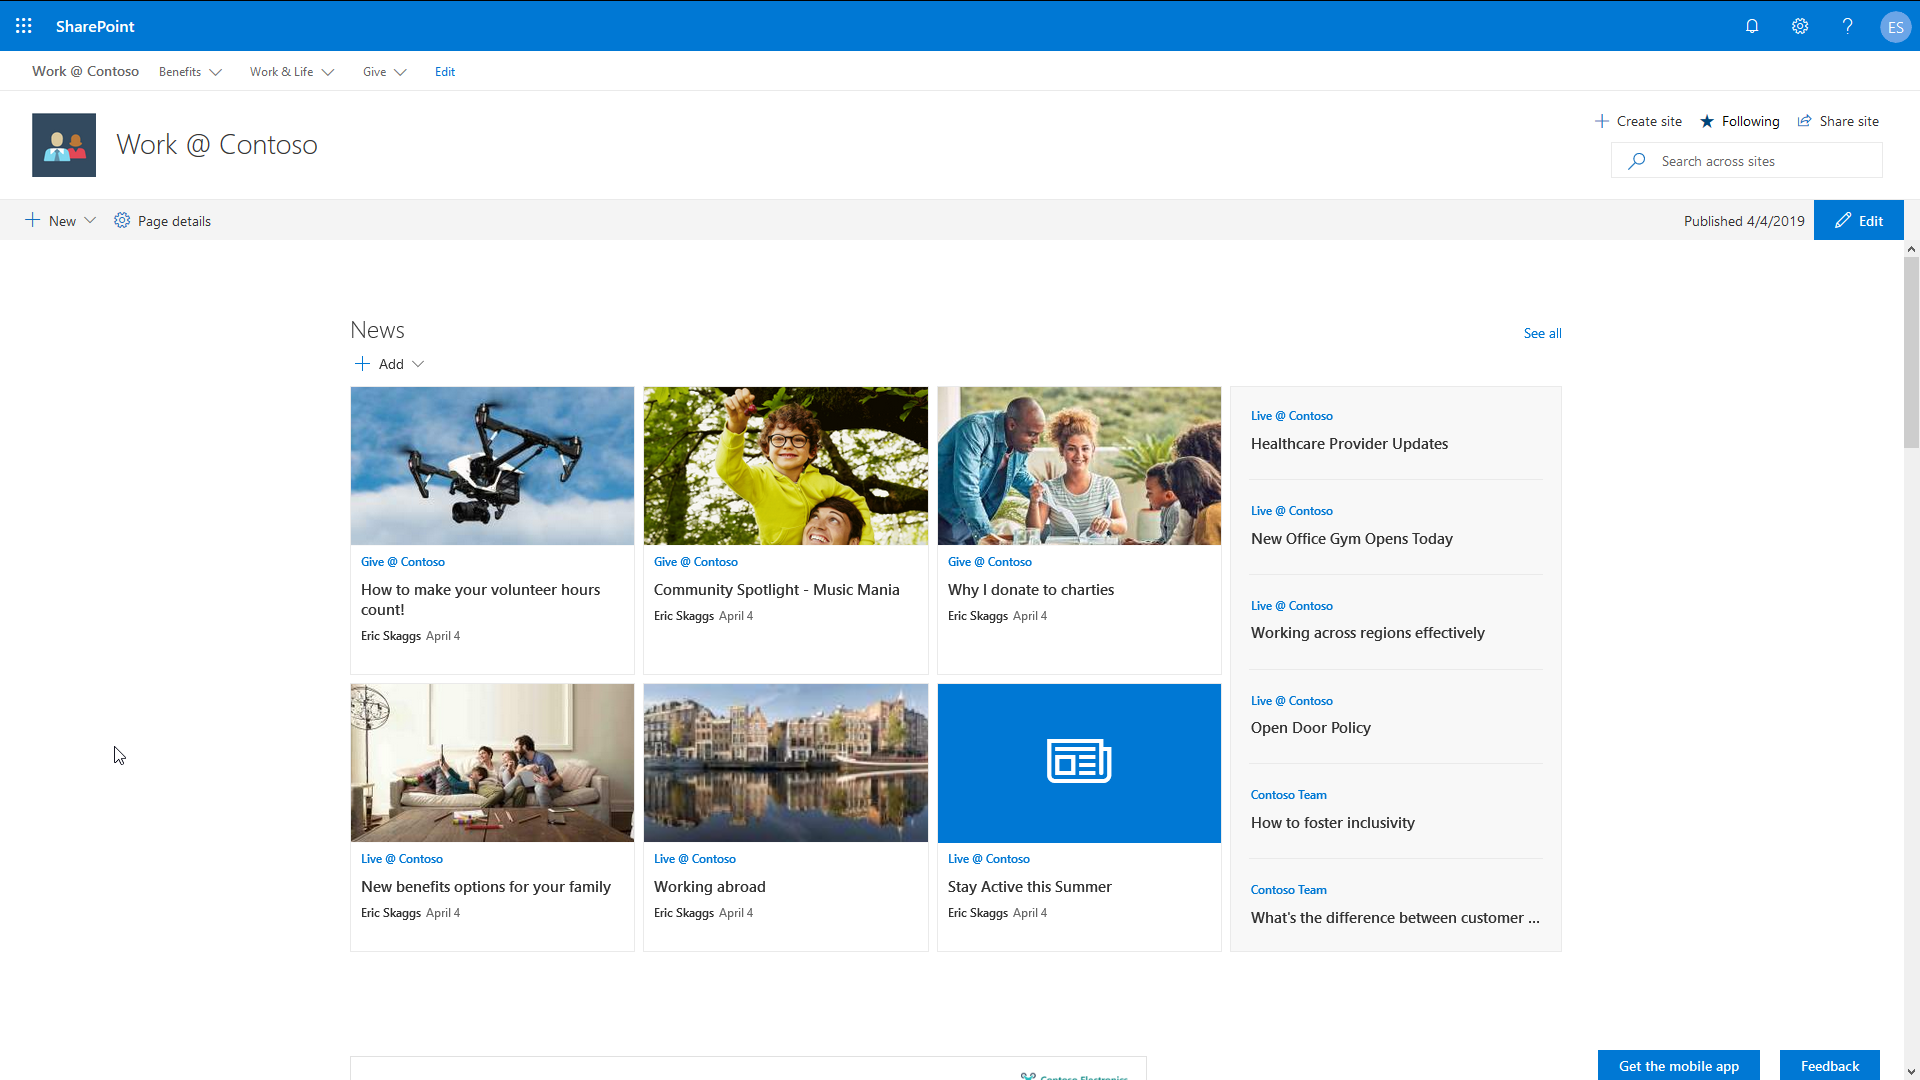 SharePoint
ES
Work @ Contoso
Benefits
Work & Life
Give
Edit
Work @ Contoso
Create site
Following
Share site
Search across sites
New
Page details
Published 4/4/2019
Edit
News
See all
Add
Give @ Contoso
How to make your volunteer hours
count!
Eric Skaggs April 4
Give @ Contoso
Community Spotlight - Music Mania
Eric Skaggs April 4
Give @ Contoso
Why I donate to charties
Eric Skaggs April 4
Live @ Contoso
New benefits options for your family
Eric Skaggs April 4
Live @ Contoso
Working abroad
Eric Skaggs April 4
Live @ Contoso
Stay Active this Summer
Eric Skaggs April 4
Live @ Contoso
Healthcare Provider Updates
Live @ Contoso
New Office Gym Opens Today
Live @ Contoso
Working across regions effectively
Live @ Contoso
Open Door Policy
Contoso Team
How to foster inclusivity
Contoso Team
What's the difference between customer ...
Contoso Electronics
Get the mobile app
Feedback